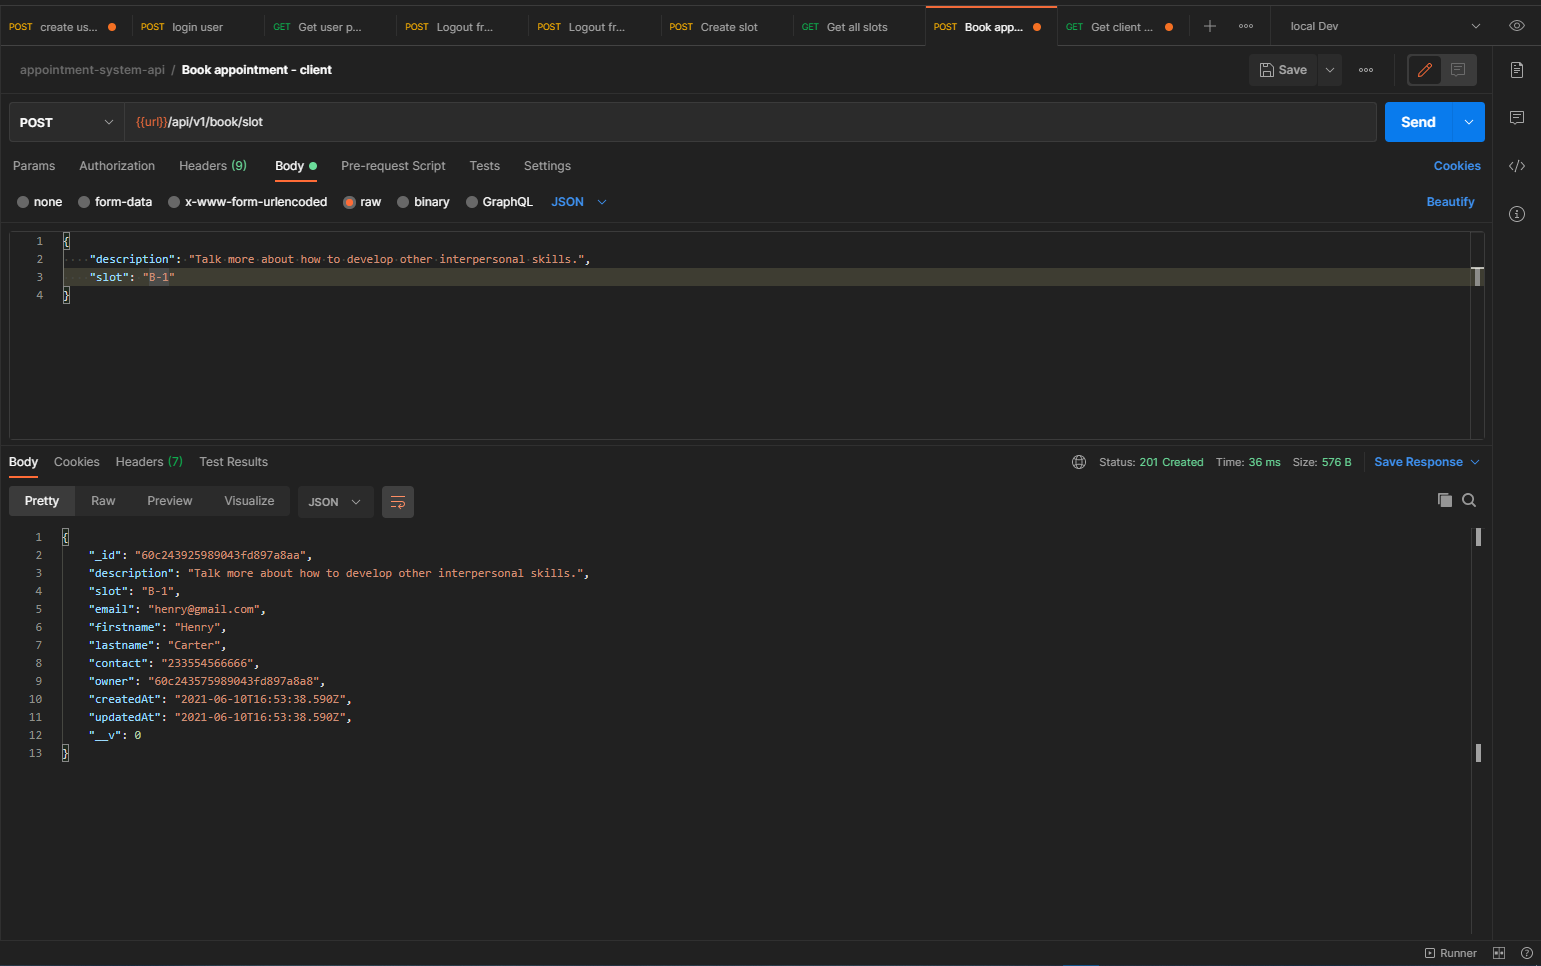 POST create us... POST login user GET Get user p... POST Logout fr... POST Logout fr... POST Create slot GET Get all slots POST Book app... GET Get client ... local Dev
appointment-system-api / Book appointment - client Save
POST {{url}}/api/v1/book/slot Send
Params Authorization Headers (9) Body Pre-request Script Tests Settings Cookies
none form-data x-www-form-urlencoded raw binary GraphQL JSON Beautify
1 {
2 "description": "Talk more about how to develop other interpersonal skills.",
3 "slot": "B-1"
4 }
Body Cookies Headers (7) Test Results Status: 201 Created Time: 36 ms Size: 576 B Save Response
Pretty Raw Preview Visualize JSON
1 {
2 "_id": "60c243925989043fd897a8aa",
3 "description": "Talk more about how to develop other interpersonal skills.",
4 "slot": "B-1",
5 "email": "henry@gmail.com",
6 "firstname": "Henry",
7 "lastname": "Carter",
8 "contact": "233554566666",
9 "owner": "60c243575989043fd897a8a8",
10 "createdAt": "2021-06-10T16:53:38.590Z",
11 "updatedAt": "2021-06-10T16:53:38.590Z",
12 "__v": 0
13 }
Runner